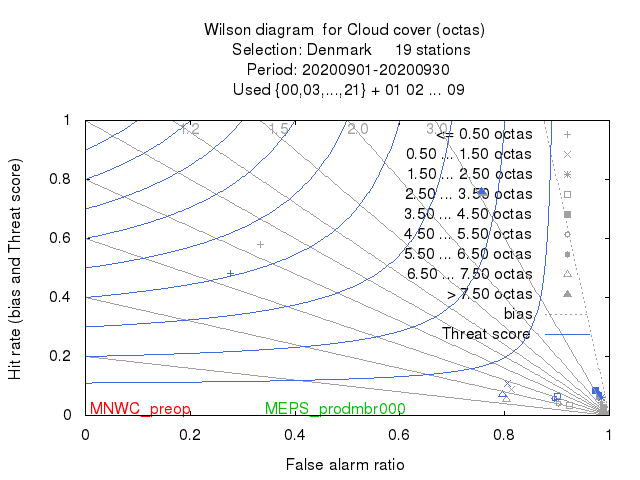 Wilson diagram for Cloud cover (octas)
Selection: Denmark 19 stations
Period: 20200901-20200930
Used {00,03,...,21} + 01 02 ... 09
Hit rate (bias and Threat score)
1
0.8
0.6
0.4
0.2
0
1.2 1.5 2.0 3.0
<= 0.50 octas
0.50 ... 1.50 octas
1.50 ... 2.50 octas
2.50 ... 3.50 octas
3.50 ... 4.50 octas
4.50 ... 5.50 octas
5.50 ... 6.50 octas
6.50 ... 7.50 octas
> 7.50 octas
bias
Threat score
MNWC_preop MEPS_prodmbr000
0 0.2 0.4 0.6 0.8 1
False alarm ratio